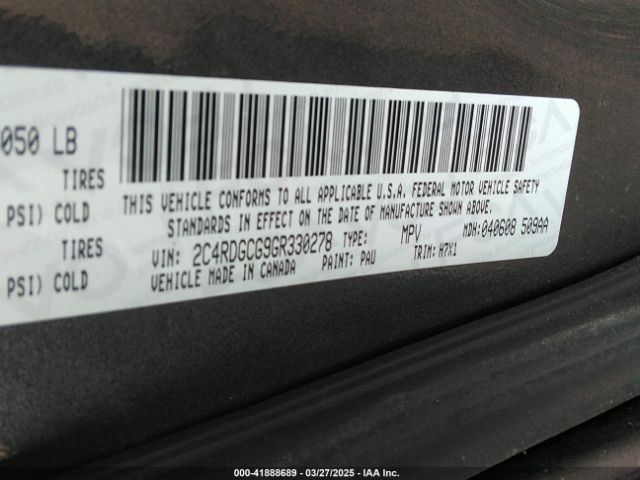 050 LB
TIRES
PSI) COLD
TIRES
PSI) COLD
THIS VEHICLE CONFORMS TO ALL APPLICABLE U.S.A. FEDERAL MOTOR VEHICLE SAFETY
STANDARDS IN EFFECT ON THE DATE OF MANUFACTURE SHOWN ABOVE.
VIN: 2C4RDGCG9GR330278 TYPE: MPV MDH:040608 509AA
VEHICLE MADE IN CANADA PAINT: PAU TRIM: H7X1
000-41888689 — 03/27/2025 — IAA Inc.